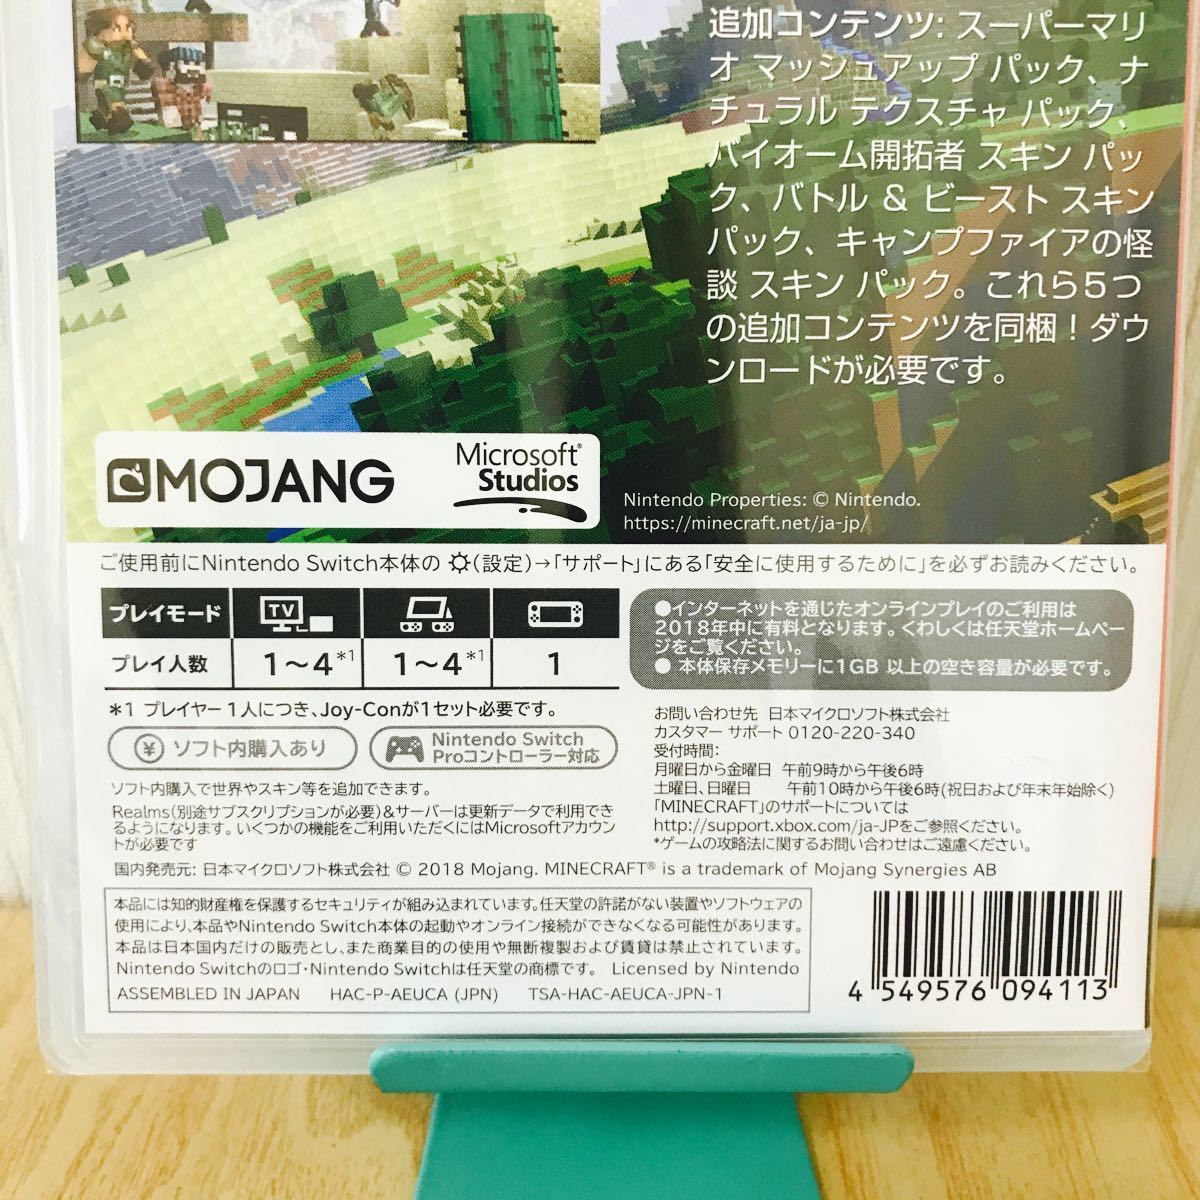 追加コンテンツ: スーパーマリ
オ マッシュアップ パック、ナ
チュラル テクスチャ パック、
バイオーム開拓者 スキン パッ
ク、バトル & ビースト スキン
パック、キャンプファイアの怪
談 スキン パック。これら5つ
の追加コンテンツを同梱！ダウ
ンロードが必要です。
MOJANG
Microsoft®
Studios
Nintendo Properties: © Nintendo.
https://minecraft.net/ja-jp/
ご使用前にNintendo Switch本体の (設定)→「サポート」にある「安全に使用するために」を必ずお読みください。
プレイモード TV
プレイ人数 1～4*1 1～4*1 1
*1 プレイヤー1人につき、Joy-Conが1セット必要です。
¥ ソフト内購入あり
Nintendo Switch
Proコントローラー対応
ソフト内購入で世界やスキン等を追加できます。
Realms(別途サブスクリプションが必要)&サーバーは更新データで利用でき
るようになります。いくつかの機能をご利用いただくにはMicrosoftアカウン
トが必要です
●インターネットを通じたオンラインプレイのご利用は
2018年中に有料となります。くわしくは任天堂ホームペー
ジをご覧ください。
● 本体保存メモリーに1GB 以上の空き容量が必要です。
お問い合わせ先 日本マイクロソフト株式会社
カスタマー サポート 0120-220-340
受付時間:
月曜日から金曜日 午前9時から午後6時
土曜日、日曜日 午前10時から午後6時(祝日および年末年始除く)
「MINECRAFT」のサポートについては
http://support.xbox.com/ja-JPをご参照ください。
*ゲームの攻略法に関するお問い合わせはご遠慮ください。
国内発売元: 日本マイクロソフト株式会社 © 2018 Mojang. MINECRAFT® is a trademark of Mojang Synergies AB
本品には知的財産権を保護するセキュリティが組み込まれています。任天堂の許諾がない装置やソフトウェアの
使用により、本品やNintendo Switch本体の起動やオンライン接続ができなくなる可能性があります。
本品は日本国内だけの販売とし、また商業目的の使用や無断複製および賃貸は禁止されています。
Nintendo Switchのロゴ・Nintendo Switchは任天堂の商標です。 Licensed by Nintendo
ASSEMBLED IN JAPAN HAC-P-AEUCA (JPN) TSA-HAC-AEUCA-JPN-1
4 549576 094113